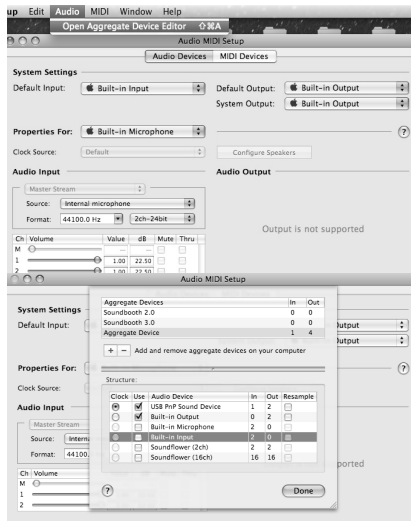 up Edit Audio MIDI Window Help
Open Aggregate Device Editor ⇧⌘A
Audio MIDI Setup
Audio Devices MIDI Devices
System Settings
Default Input: Built-in Input Default Output: Built-in Output
System Output: Built-in Output
Properties For: Built-in Microphone ?
Clock Source: Default Configure Speakers
Audio Input Audio Output
Master Stream
Source: Internal microphone
Format: 44100.0 Hz 2ch-24bit
Output is not supported
Ch Volume Value dB Mute Thru
M
1 1.00 22.50
2 1.00 22.50
Audio MIDI Setup
Aggregate Devices In Out
System Settings Soundbooth 2.0 0 0
Default Input: Soundbooth 3.0 0 0 Output
Aggregate Device 1 4 Output
+ − Add and remove aggregate devices on your computer
Properties For: ?
Structure:
Clock Source:
Clock Use Audio Device In Out Resample
Audio Input USB PnP Sound Device 1 2
Built-in Output 0 2
Master Stream Built-in Microphone 2 0
Source: Interna Built-in Input 2 0
Soundflower (2ch) 2 2
Format: 44100. Soundflower (16ch) 16 16 ported
Ch Volume
M ? Done
1
2